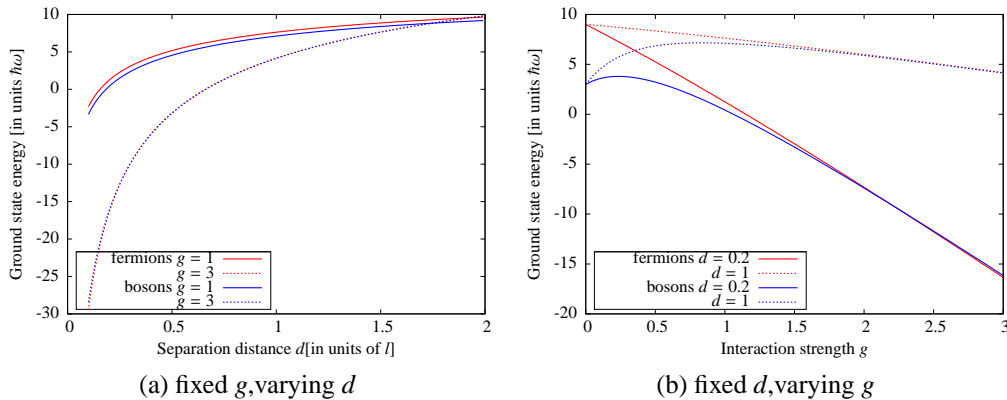 Ground state energy [in units ħω]
10
5
0
-5
-10
-15
-20
-25
-30
fermions g = 1
g = 3
bosons g = 1
g = 3
0
0.5
1
1.5
2
Separation distance d[in units of l]
(a) fixed g,varying d
Ground state energy [in units ħω]
10
5
0
-5
-10
-15
-20
fermions d = 0.2
d = 1
bosons d = 0.2
d = 1
0
0.5
1
1.5
2
2.5
3
Interaction strength g
(b) fixed d,varying g